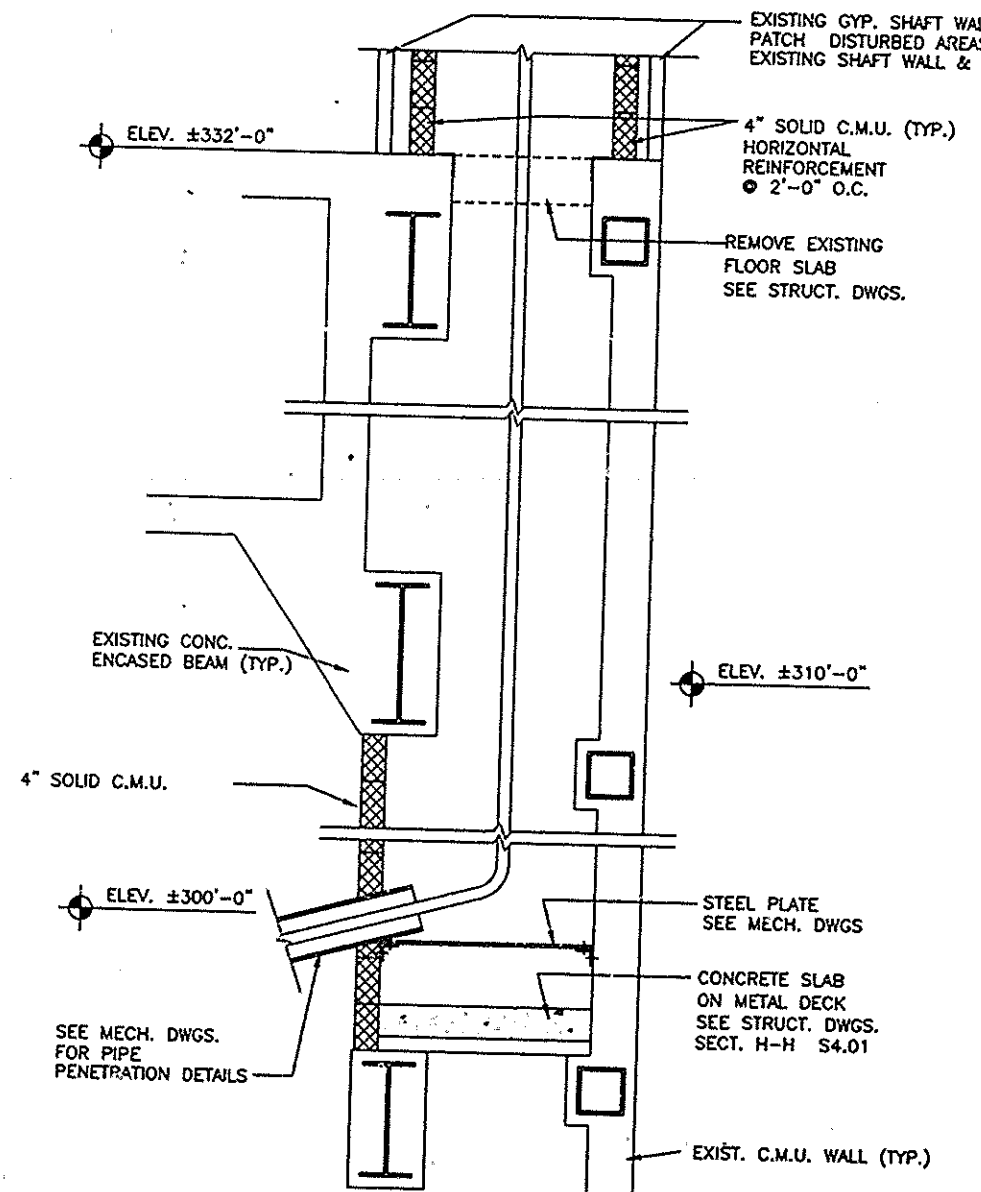 EXISTING GYP. SHAFT
PATCH DISTURBED AREAS
EXISTING SHAFT WALL &
ELEV. ±332'-0"
4" SOLID C.M.U. (TYP.)
HORIZONTAL
REINFORCEMENT
@ 2'-0" O.C.
REMOVE EXISTING
FLOOR SLAB
SEE STRUCT. DWGS.
EXISTING CONC.
ENCASED BEAM (TYP.)
ELEV. ±310'-0"
4" SOLID C.M.U.
ELEV. ±300'-0"
STEEL PLATE
SEE MECH. DWGS
CONCRETE SLAB
ON METAL DECK
SEE STRUCT. DWGS.
SECT. H-H S4.01
SEE MECH. DWGS.
FOR PIPE
PENETRATION DETAILS
EXIST. C.M.U. WALL (TYP.)